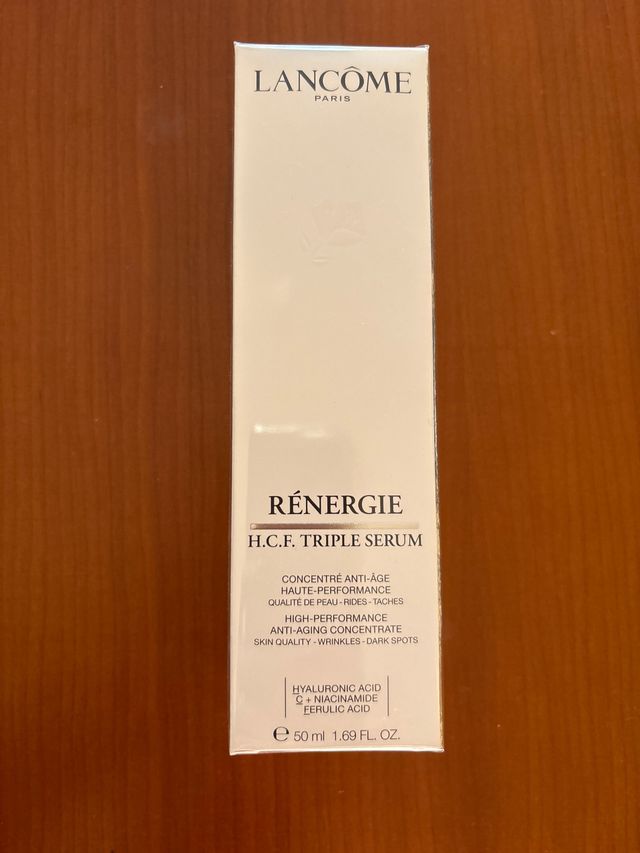 LANCÔME
PARIS
RÉNERGIE
H.C.F. TRIPLE SERUM
CONCENTRÉ ANTI-ÂGE
HAUTE-PERFORMANCE
QUALITÉ DE PEAU - RIDES - TACHES
HIGH-PERFORMANCE
ANTI-AGING CONCENTRATE
SKIN QUALITY - WRINKLES - DARK SPOTS
HYALURONIC ACID
C + NIACINAMIDE
FERULIC ACID
℮ 50 ml 1.69 FL. OZ.